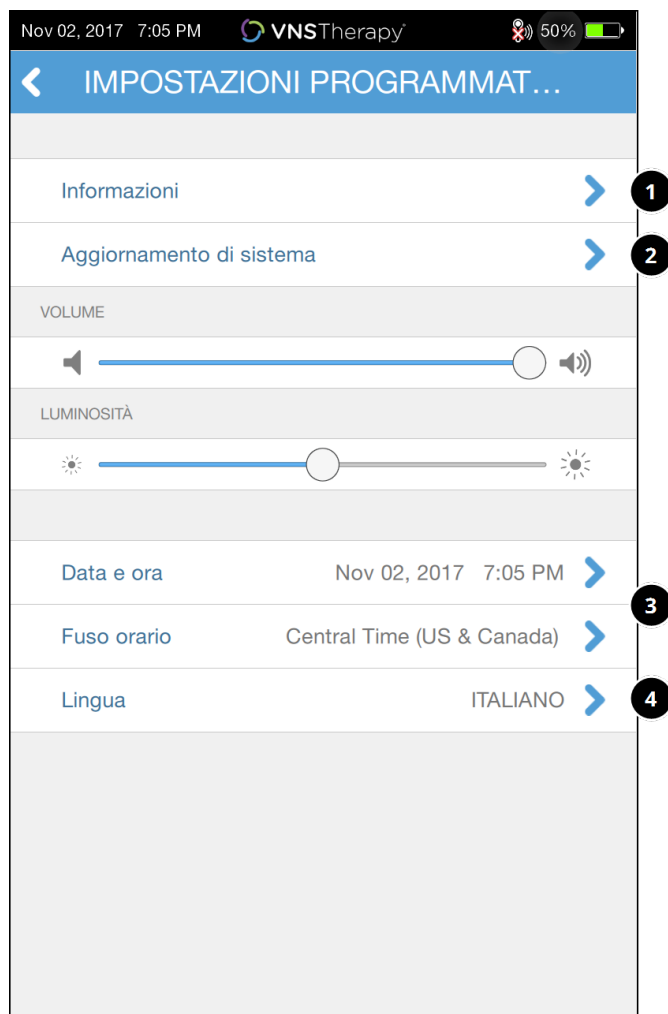 Nov 02, 2017 7:05 PM VNSTherapy 50%
IMPOSTAZIONI PROGRAMMAT...
Informazioni 1
Aggiornamento di sistema 2
VOLUME
LUMINOSITÀ
Data e ora Nov 02, 2017 7:05 PM
3
Fuso orario Central Time (US & Canada)
Lingua ITALIANO 4